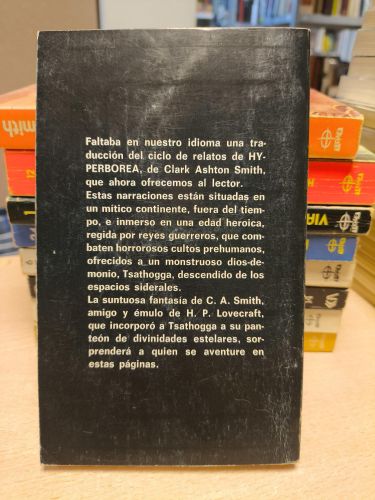 Faltaba en nuestro idioma una tra-
ducción del ciclo de relatos de HY-
PERBOREA, de Clark Ashton Smith,
que ahora ofrecemos al lector.
Estas narraciones están situadas en
un mítico continente, fuera del tiem-
po, e inmerso en una edad heroica,
regida por reyes guerreros, que com-
baten horrorosos cultos prehumanos,
ofrecidos a un monstruoso dios-de-
monio, Tsathogga, descendido de los
espacios siderales.
La suntuosa fantasía de C. A. Smith,
amigo y émulo de H. P. Lovecraft,
que incorporó a Tsathogga a su pan-
teón de divinidades estelares, sor-
prenderá a quien se aventure en
estas páginas.